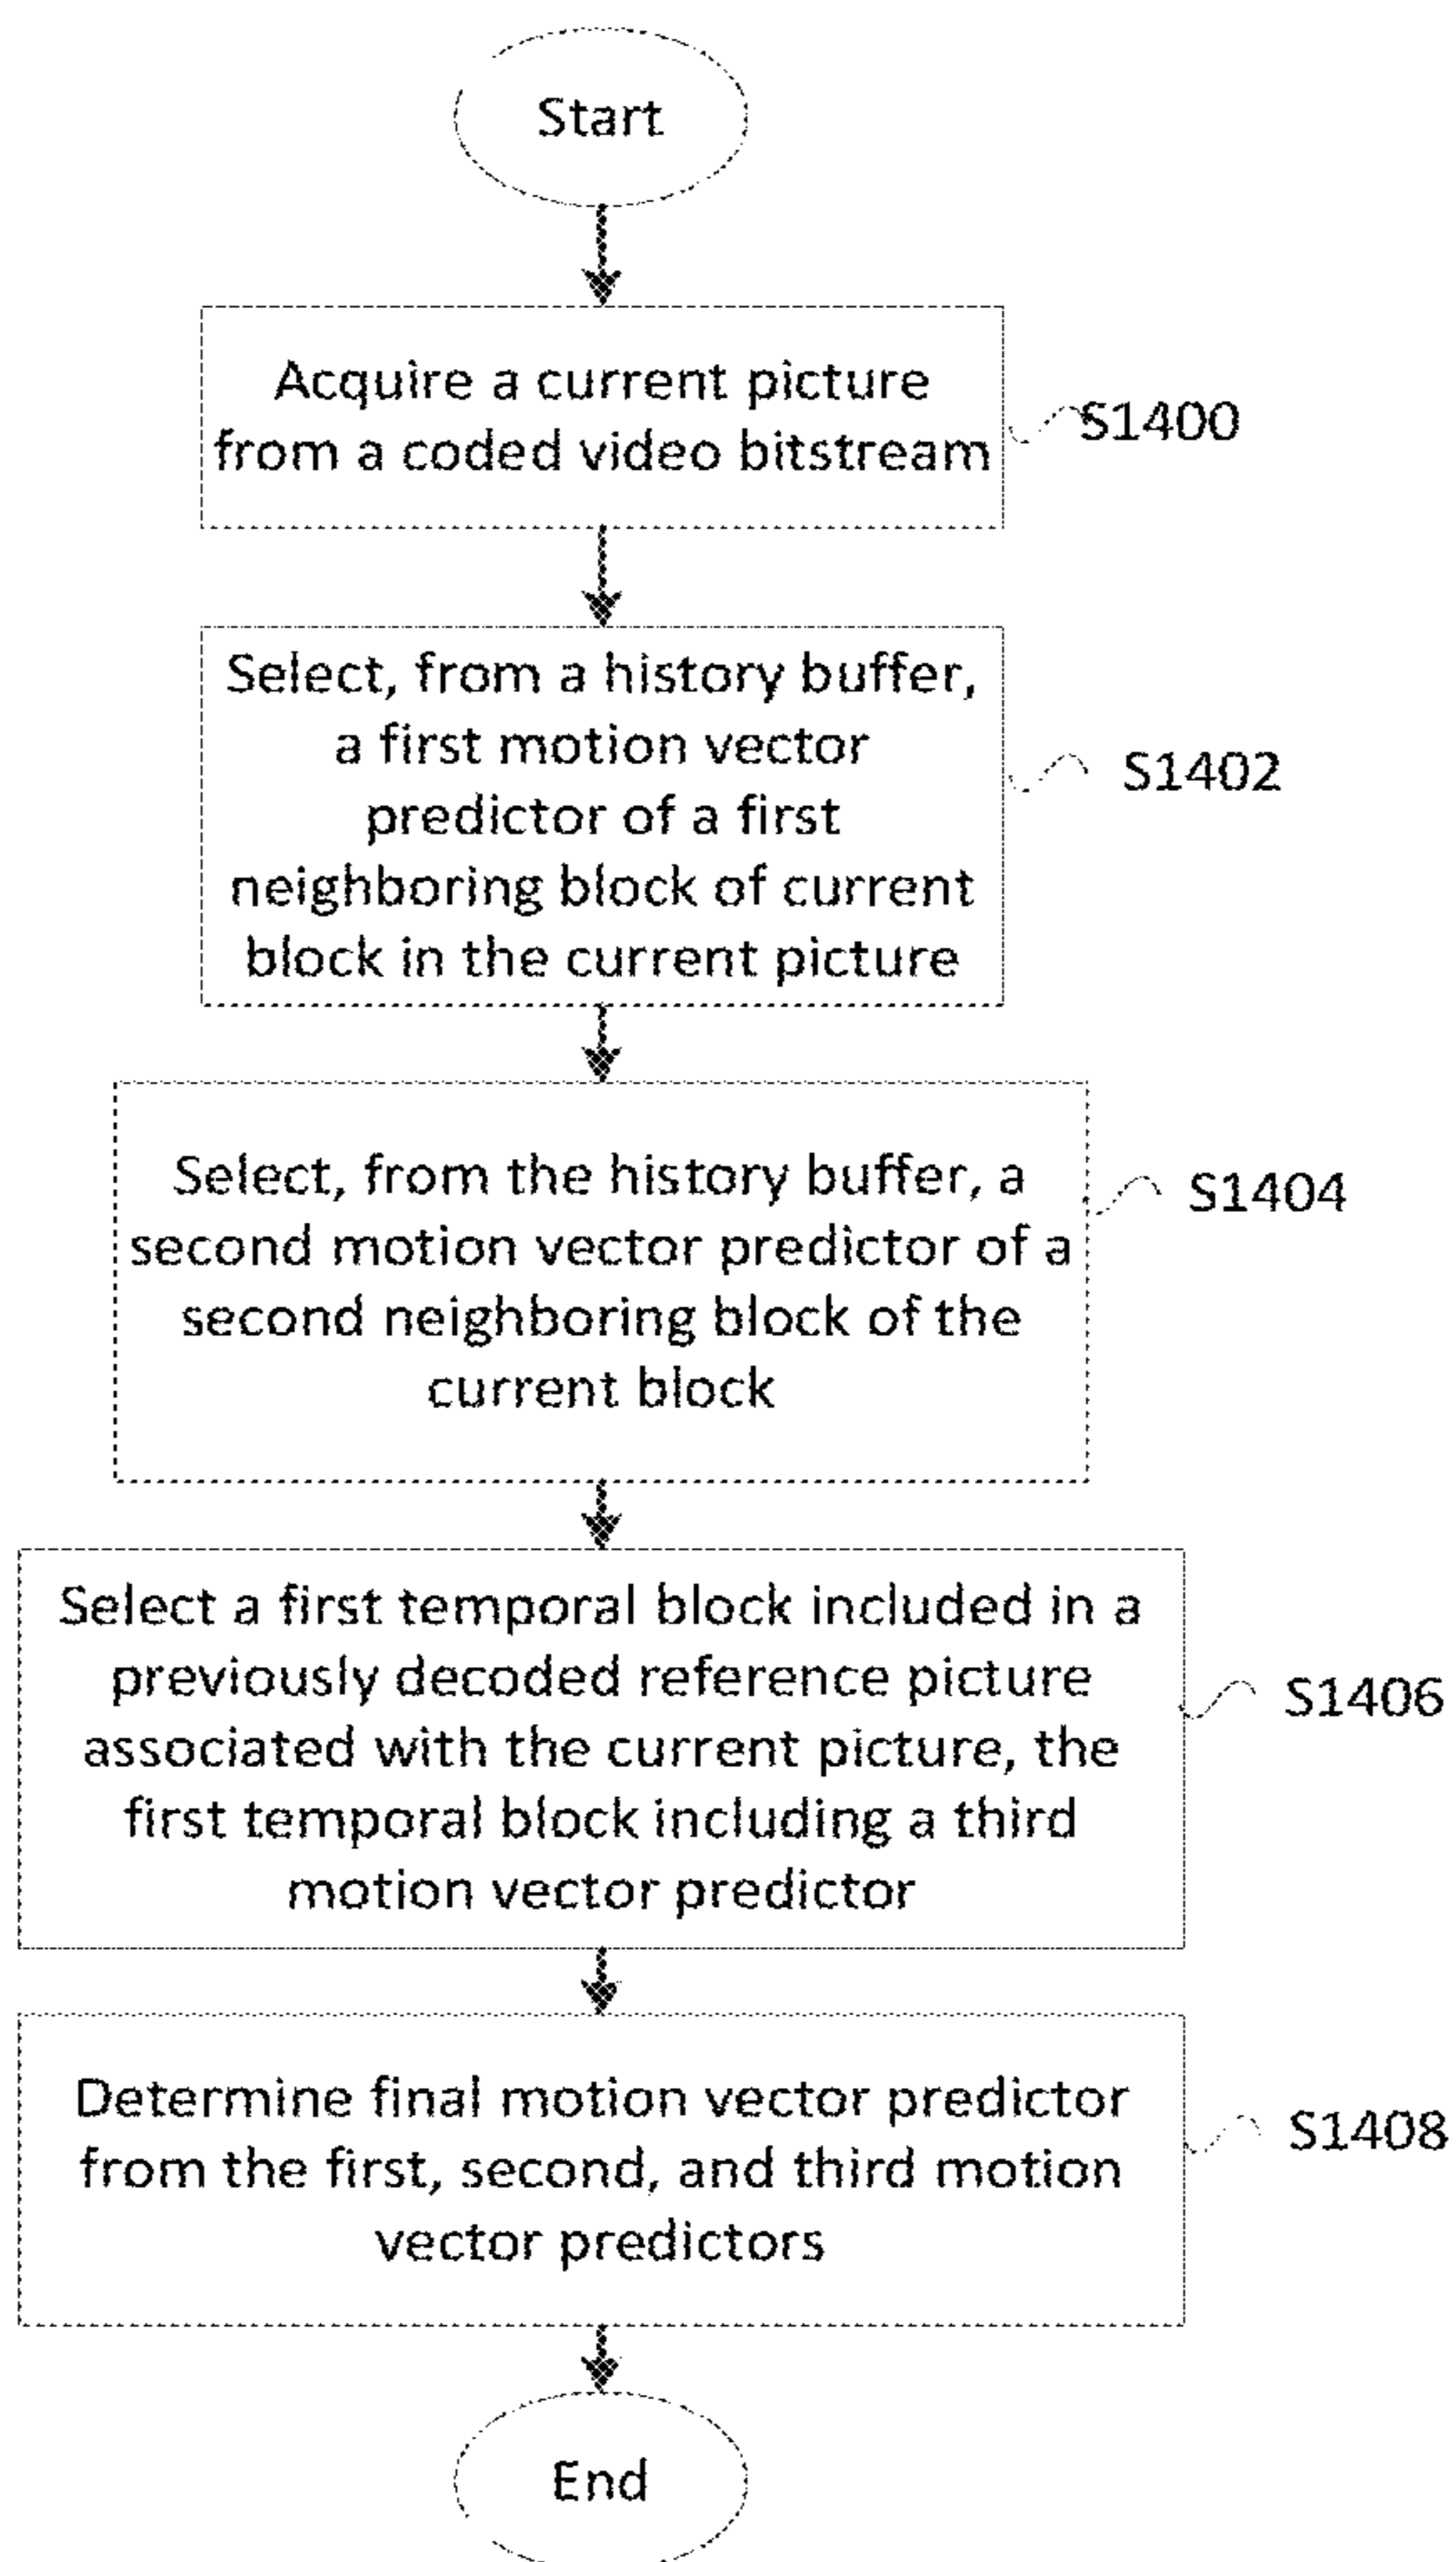 Start
Acquire a current picture
from a coded video bitstream
S1400
Select, from a history buffer,
a first motion vector
predictor of a first
neighboring block of current
block in the current picture
S1402
Select, from the history buffer, a
second motion vector predictor of a
second neighboring block of the
current block
S1404
Select a first temporal block included in a
previously decoded reference picture
associated with the current picture, the
first temporal block including a third
motion vector predictor
S1406
Determine final motion vector predictor
from the first, second, and third motion
vector predictors
S1408
End